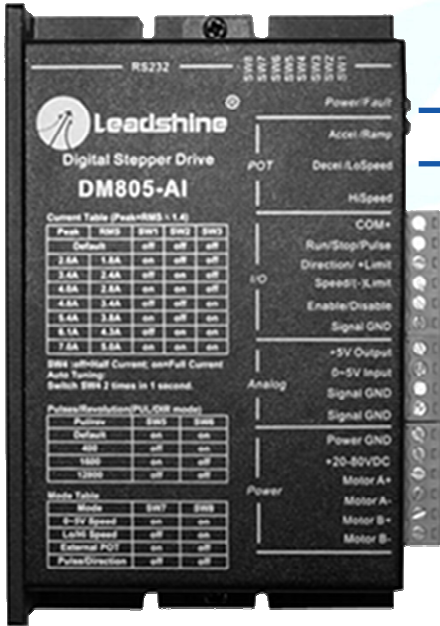 RS232
SW8
SW7
SW6
SW5
SW4
SW3
SW2
SW1
Power/Fault
Leadshine®
Digital Stepper Drive
DM805-AI
Accel/Ramp
POT
Decel/LoSpeed
HiSpeed
COM+
Run/Stop/Pulse
Direction/ +Limit
I/O
Speed/(-)Limit
Enable/Disable
Signal GND
+5V Output
0~5V Input
Analog
Signal GND
Signal GND
Power GND
+20-80VDC
Motor A+
Power
Motor A-
Motor B+
Motor B-
Current Table (Peak=RMS x 1.4)
Peak RMS SW1 SW2 SW3
Default off off off
2.6A 1.8A on off off
3.4A 2.4A off on off
4.0A 2.8A on on off
4.8A 3.4A off off on
5.4A 3.8A on off on
6.1A 4.3A off on on
7.0A 5.0A on on on
SW4 :off=Half Current; on=Full Current
Auto Tuning:
Switch SW4 2 times in 1 second.
Pulses/Revolution(PUL/DIR mode)
Pul/rev SW5 SW6
Default on on
400 off on
1600 on off
12800 off off
Mode Table
Mode SW7 SW8
0~5V Speed on on
Lo/Hi Speed off on
External POT on off
Pulse/Direction off off